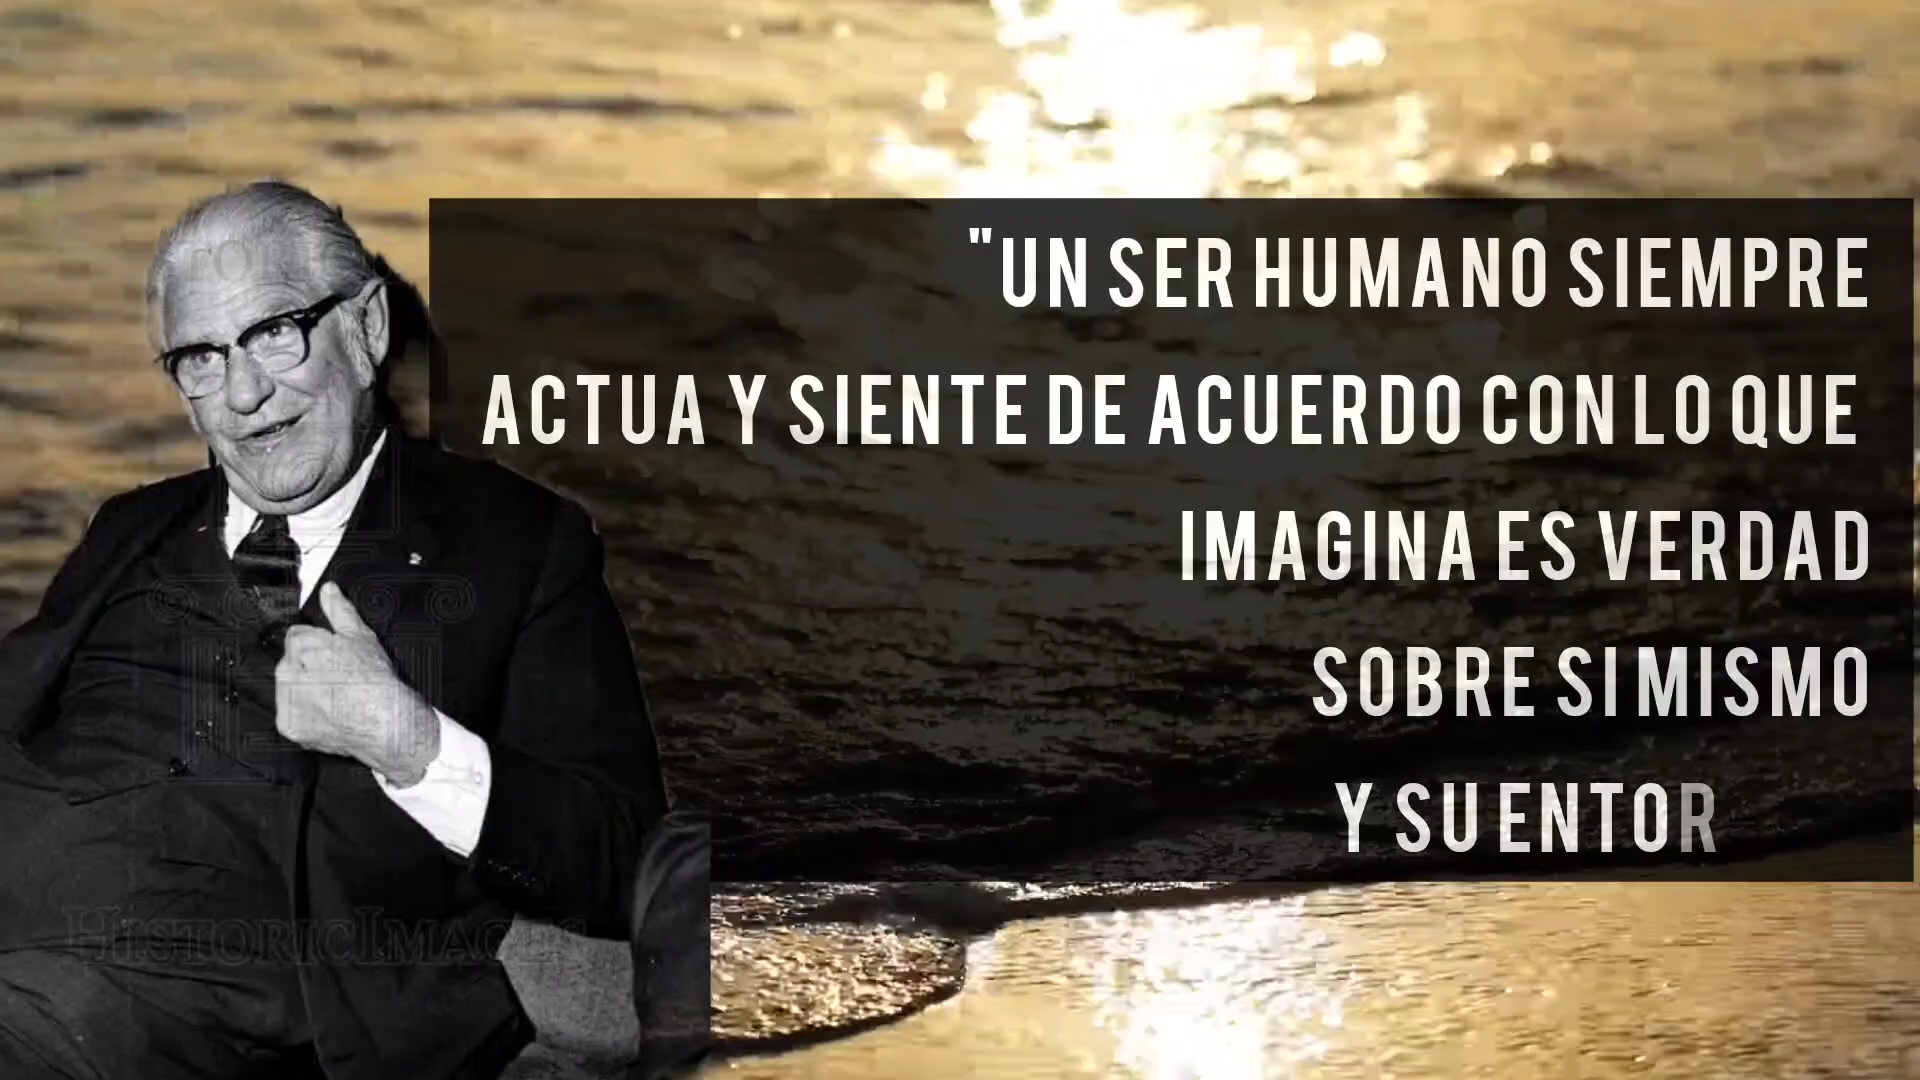 "UN SER HUMANO SIEMPRE
ACTUA Y SIENTE DE ACUERDO CON LO QUE
IMAGINA ES VERDAD
SOBRE SI MISMO
Y SU ENTOR
HISTORICIMAGES